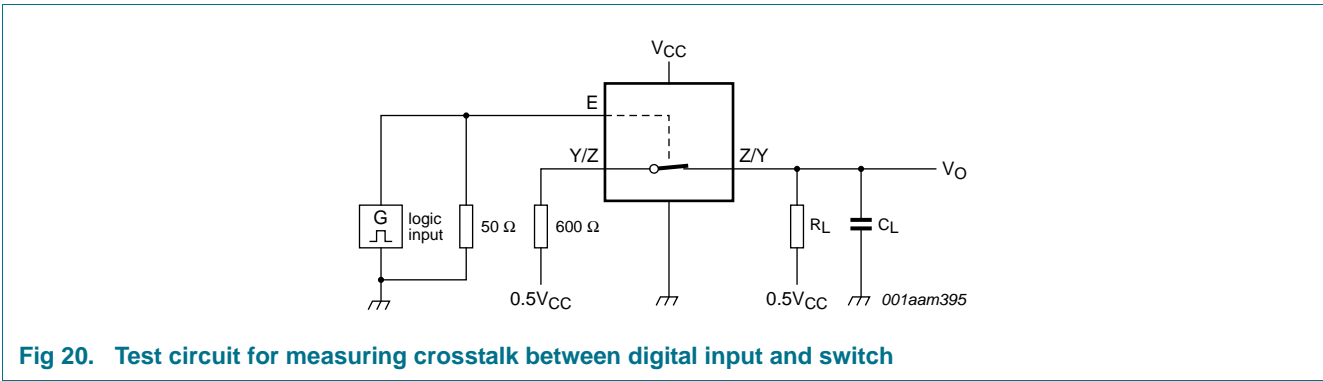 VCC
E
Y/Z
Z/Y
VO
G
logic
input
50 Ω
600 Ω
RL
CL
0.5VCC
0.5VCC
001aam395
Fig 20. Test circuit for measuring crosstalk between digital input and switch